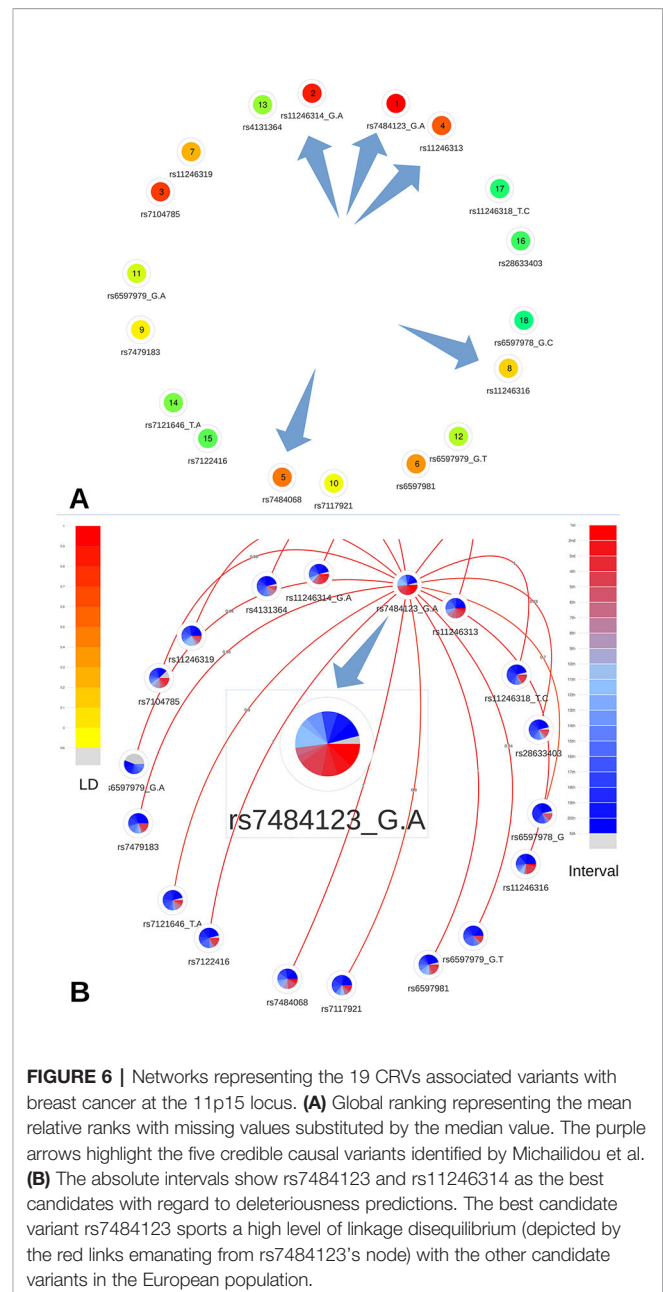 13
2
1
4
rs4131364
rs11246314_G.A
rs7484123_G.A
rs11246313
7
rs11246319
3
rs7104785
17
rs11246318_T.C
16
rs28633403
11
rs6597979_G.A
9
rs7479183
18
rs6597978_G.C
8
rs11246316
14
rs7121646_T.A
15
rs7122416
12
rs6597979_G.T
6
rs6597981
5
rs7484068
10
rs7117921
A
LD
rs4131364
rs11246314_G.A
rs7484123_G.A
rs11246313
rs11246319
rs7104785
rs11246318_T.C
rs28633403
s6597979_G.A
rs7479183
rs6597978_G
rs11246316
Interval
rs7484123_G.A
rs7121646_T.A
rs7122416
rs6597979_G.T
rs6597981
rs7484068
rs7117921
B
FIGURE 6 | Networks representing the 19 CRVs associated variants with
breast cancer at the 11p15 locus. (A) Global ranking representing the mean
relative ranks with missing values substituted by the median value. The purple
arrows highlight the five credible causal variants identified by Michailidou et al.
(B) The absolute intervals show rs7484123 and rs11246314 as the best
candidates with regard to deleteriousness predictions. The best candidate
variant rs7484123 sports a high level of linkage disequilibrium (depicted by
the red links emanating from rs7484123's node) with the other candidate
variants in the European population.